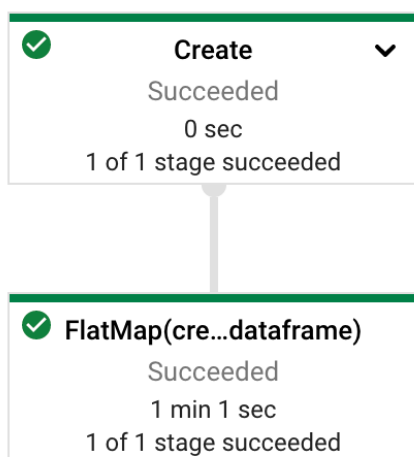 Create
Succeeded
0 sec
1 of 1 stage succeeded
FlatMap(cre...dataframe)
Succeeded
1 min 1 sec
1 of 1 stage succeeded